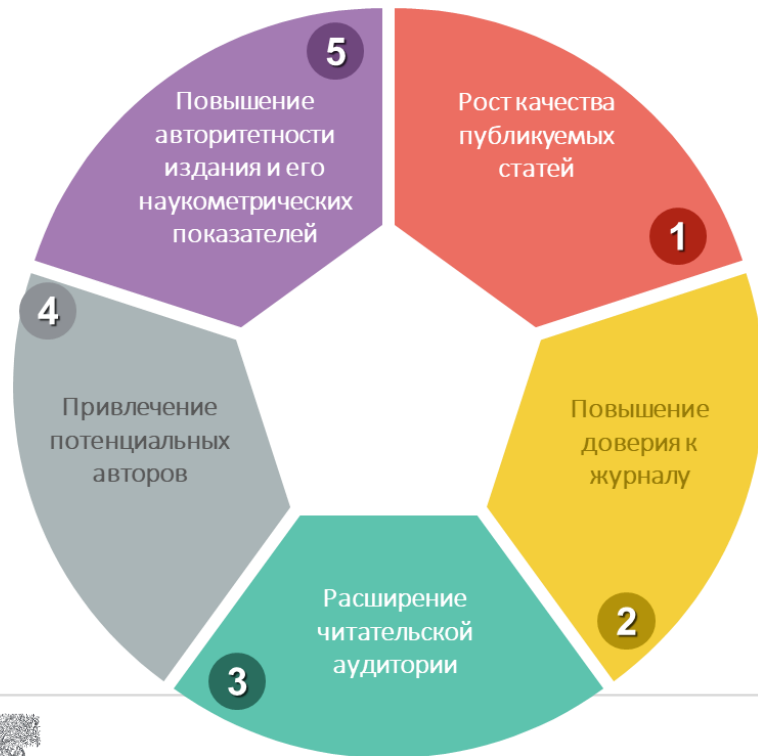 Рост качества
публикуемых
статей
1
Повышение
доверия к
журналу
2
Расширение
читательской
аудитории
3
4
Привлечение
потенциальных
авторов
5
Повышение
авторитетности
издания и его
наукометрических
показателей